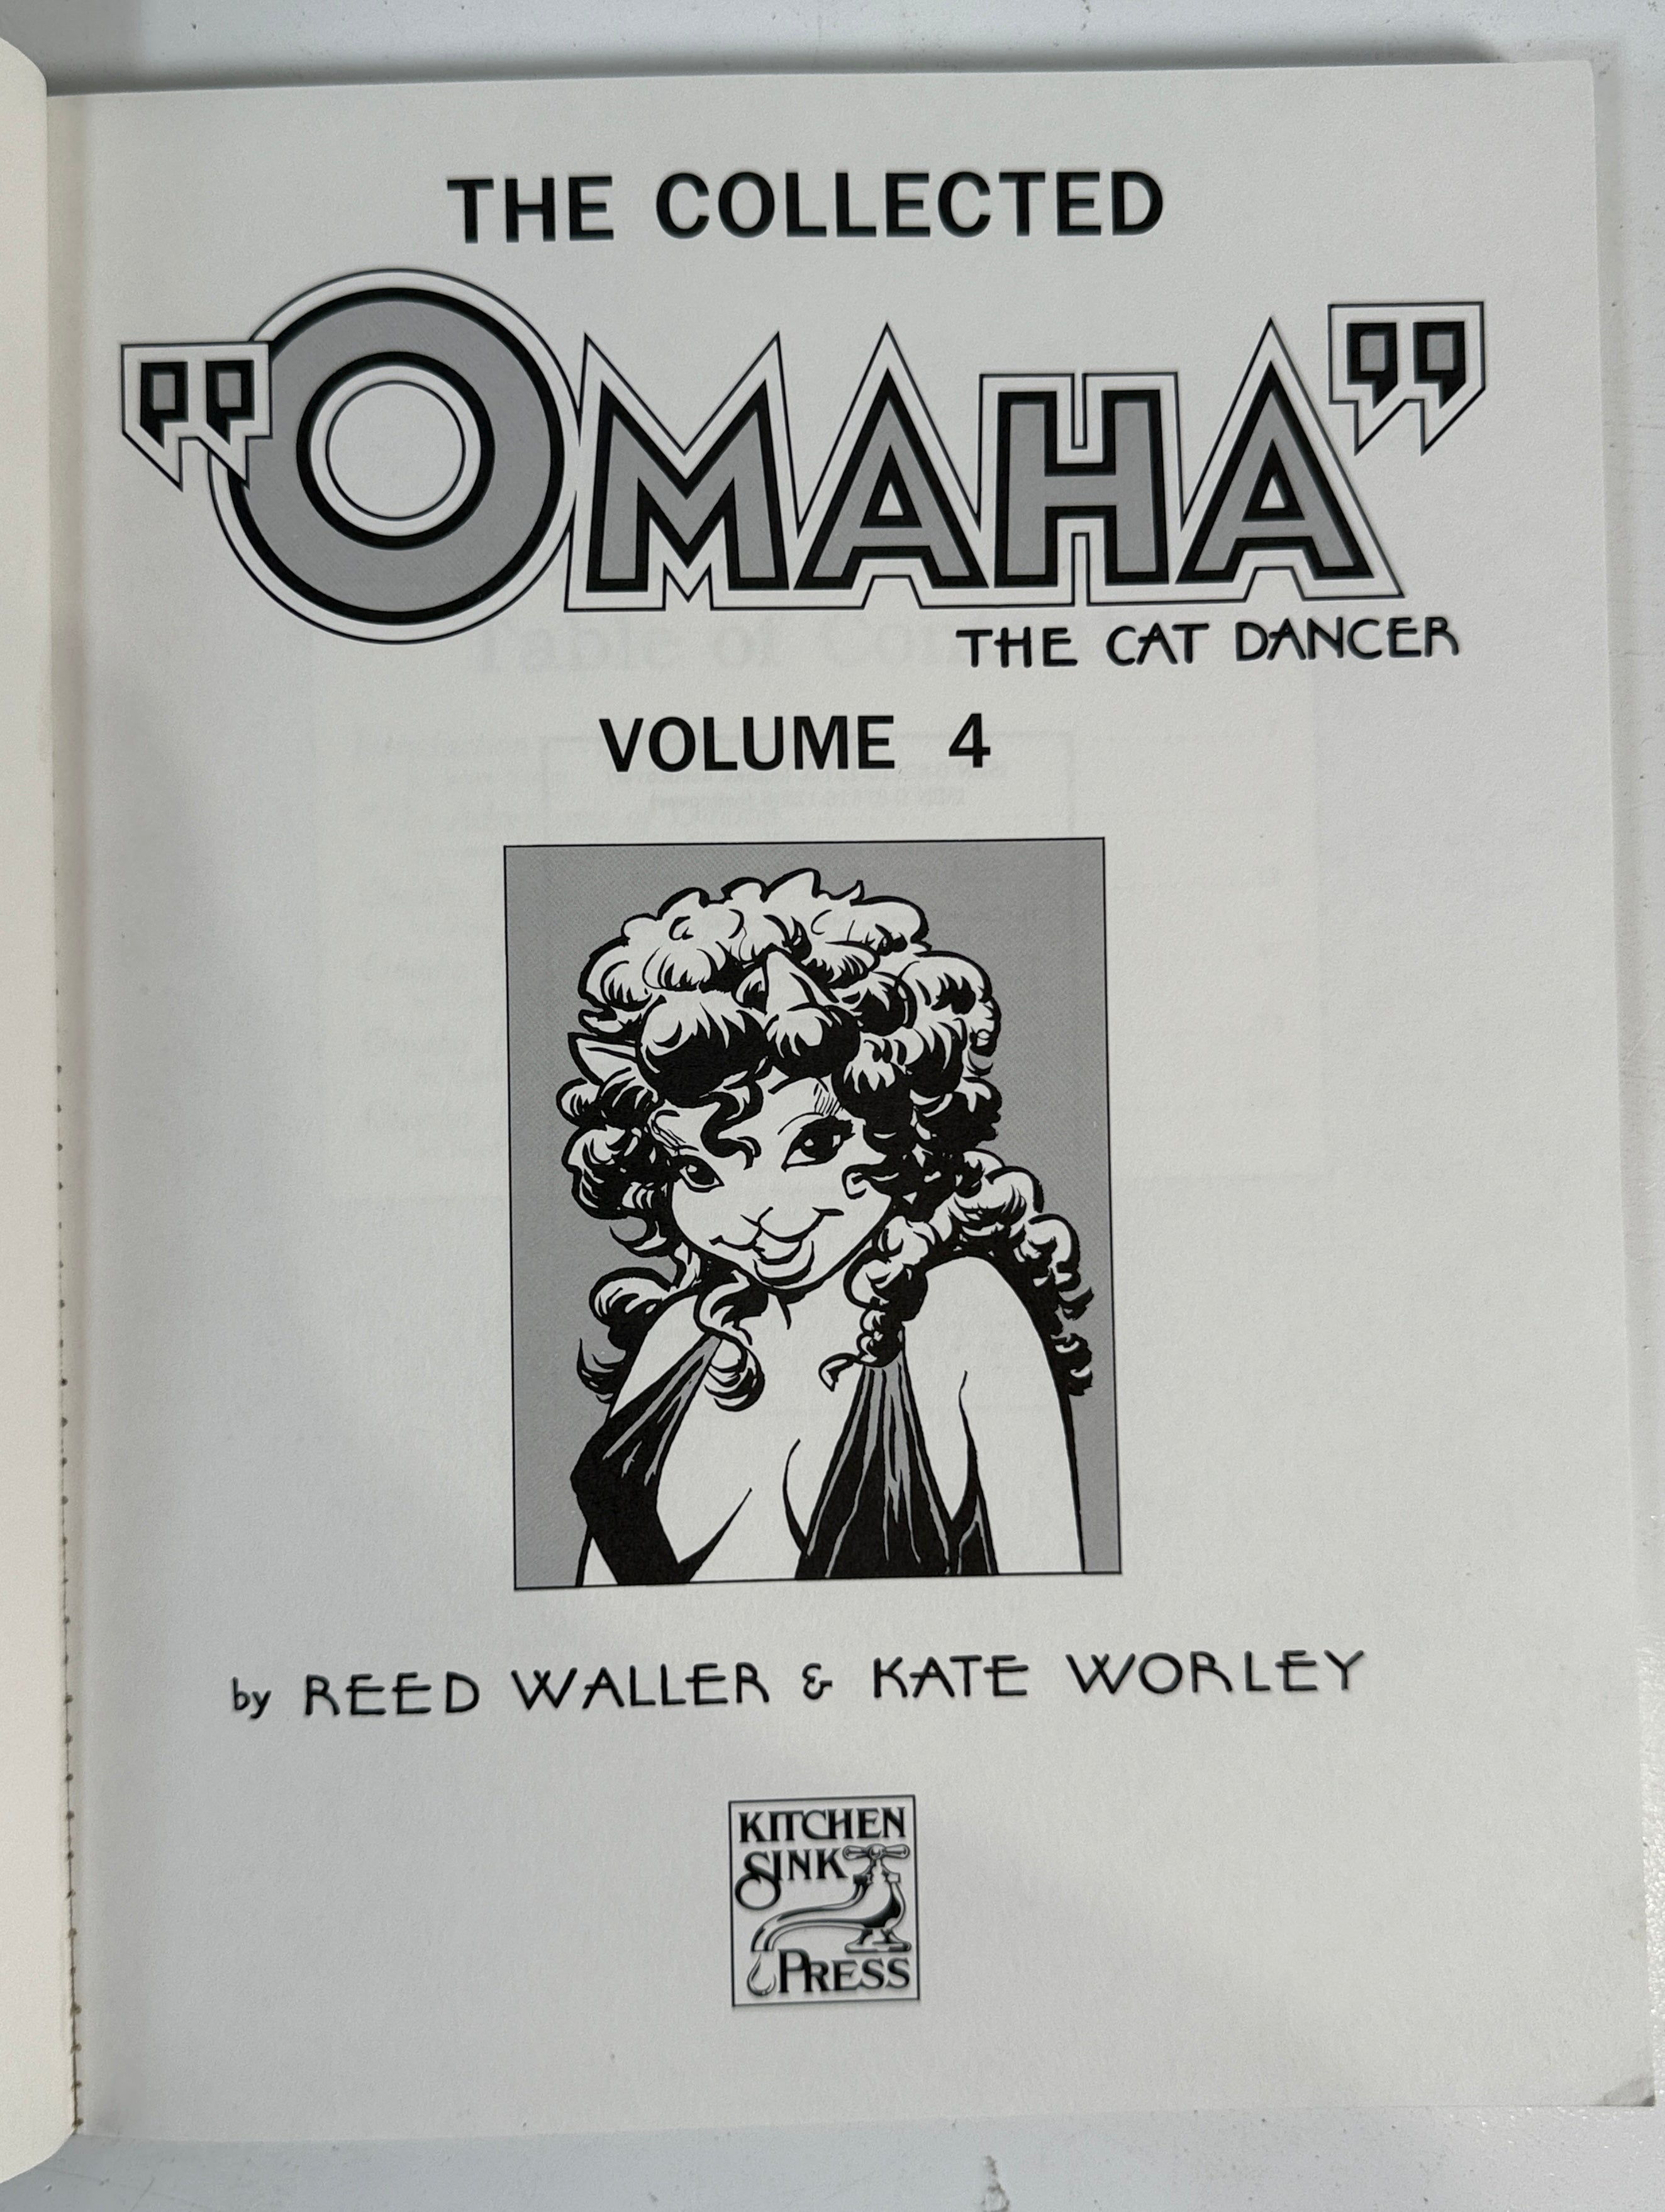 THE COLLECTED
"OMAHA"
THE CAT DANCER
VOLUME 4
by REED WALLER & KATE WORLEY
KITCHEN
SINK
PRESS